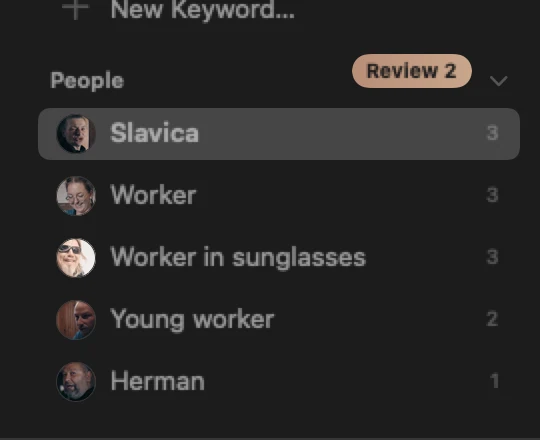 New Keyword...
People
Review 2
Slavica 3
Worker 3
Worker in sunglasses 3
Young worker 2
Herman 1